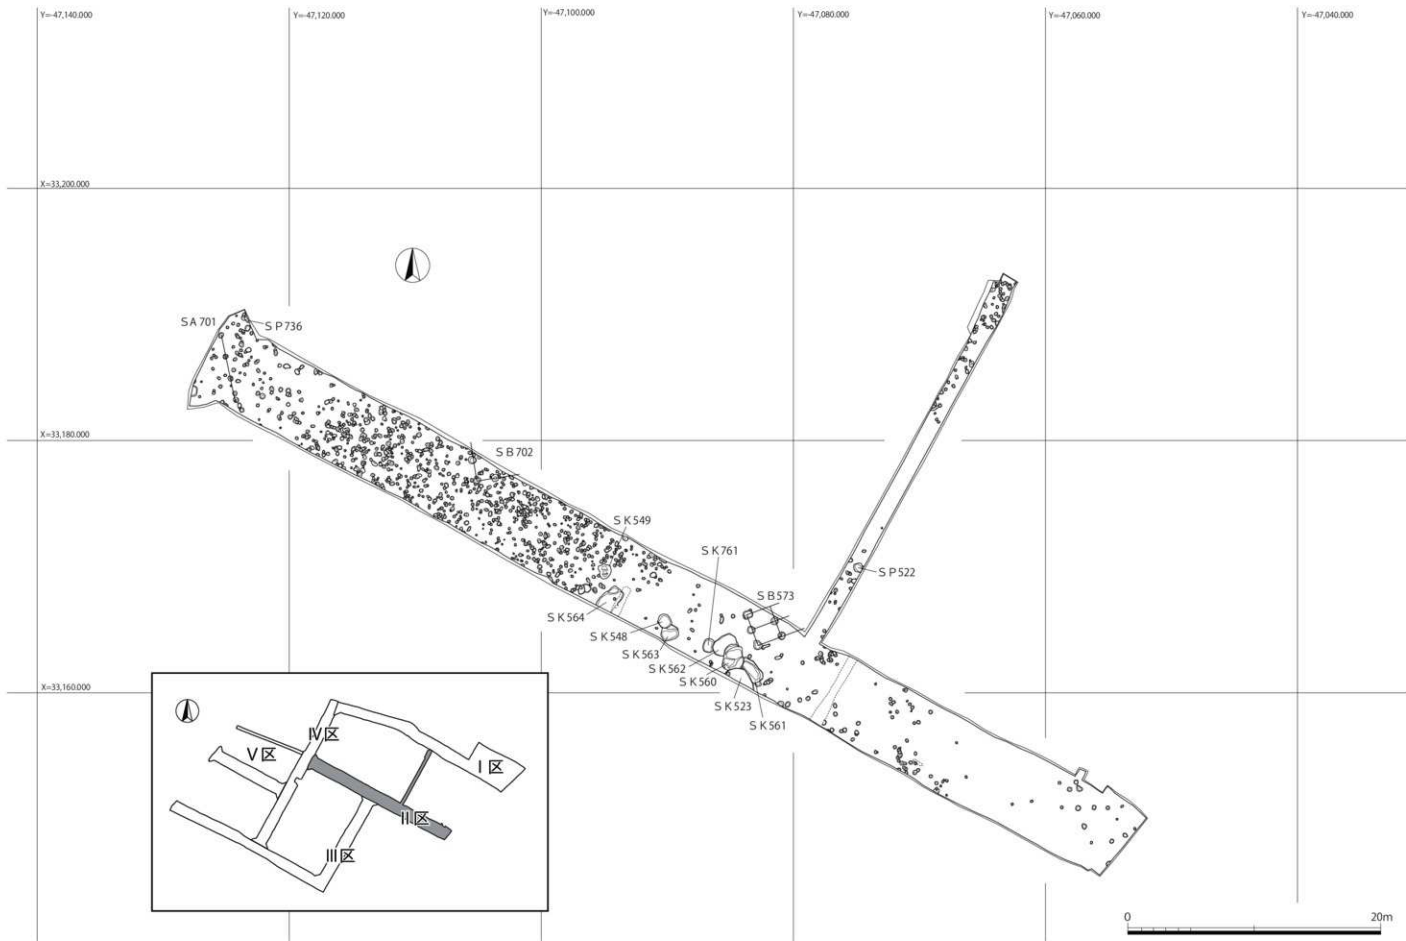 Y=-47,140.000
Y=-47,120.000
Y=-47,100.000
Y=-47,080.000
Y=-47,060.000
Y=-47,040.000
X=33,200.000
SA701
SP736
X=33,180.000
SB702
SK549
SK761
SP522
SB573
SK564
SK548
SK563
SK562
SK560
SK523
SK561
X=33,160.000
Ⅳ区
Ⅴ区
Ⅰ区
Ⅱ区
Ⅲ区
0
20m